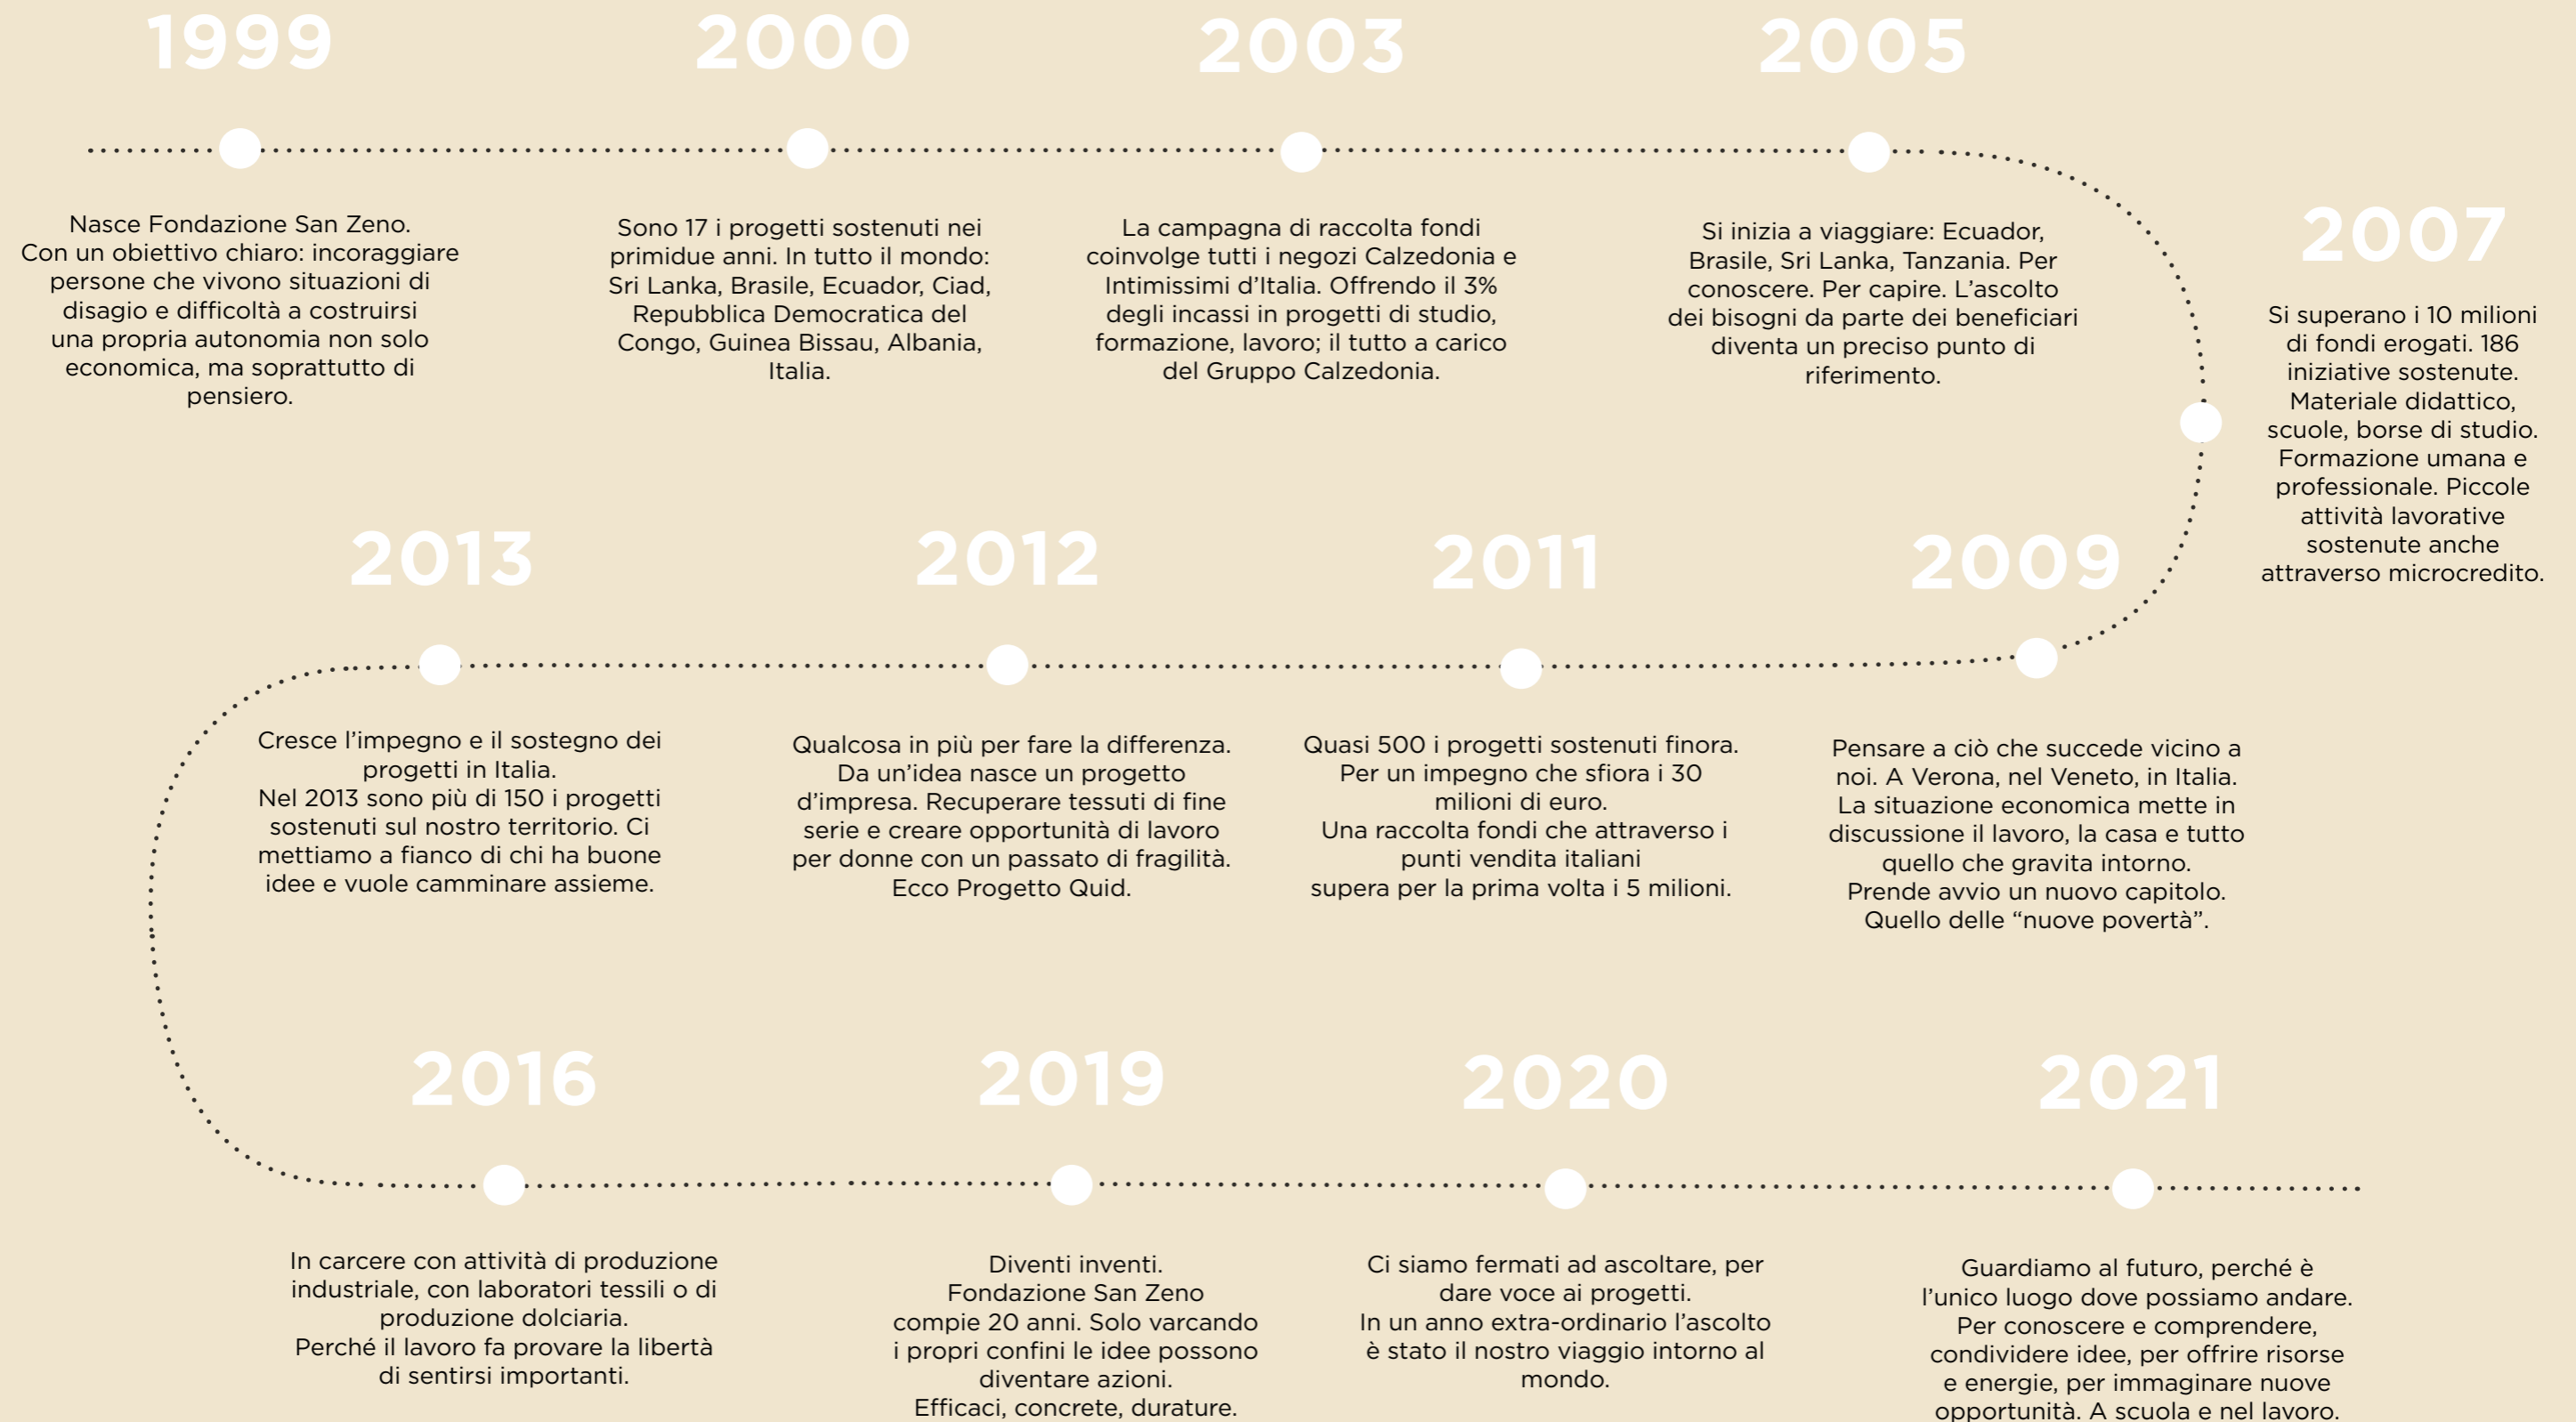 1999
Nasce Fondazione San Zeno.
Con un obiettivo chiaro: incoraggiare
persone che vivono situazioni di
disagio e difficoltà a costruirsi
una propria autonomia non solo
economica, ma soprattutto di
pensiero.
2000
Sono 17 i progetti sostenuti nei
primidue anni. In tutto il mondo:
Sri Lanka, Brasile, Ecuador, Ciad,
Repubblica Democratica del
Congo, Guinea Bissau, Albania,
Italia.
2003
La campagna di raccolta fondi
coinvolge tutti i negozi Calzedonia e
Intimissimi d’Italia. Offrendo il 3%
degli incassi in progetti di studio,
formazione, lavoro; il tutto a carico
del Gruppo Calzedonia.
2005
Si inizia a viaggiare: Ecuador,
Brasile, Sri Lanka, Tanzania. Per
conoscere. Per capire. L’ascolto
dei bisogni da parte dei beneficiari
diventa un preciso punto di
riferimento.
2007
Si superano i 10 milioni
di fondi erogati. 186
iniziative sostenute.
Materiale didattico,
scuole, borse di studio.
Formazione umana e
professionale. Piccole
attività lavorative
sostenute anche
attraverso microcredito.
2009
Pensare a ciò che succede vicino a
noi. A Verona, nel Veneto, in Italia.
La situazione economica mette in
discussione il lavoro, la casa e tutto
quello che gravita intorno.
Prende avvio un nuovo capitolo.
Quello delle “nuove povertà”.
2011
Quasi 500 i progetti sostenuti finora.
Per un impegno che sfiora i 30
milioni di euro.
Una raccolta fondi che attraverso i
punti vendita italiani
supera per la prima volta i 5 milioni.
2012
Qualcosa in più per fare la differenza.
Da un’idea nasce un progetto
d’impresa. Recuperare tessuti di fine
serie e creare opportunità di lavoro
per donne con un passato di fragilità.
Ecco Progetto Quid.
2013
Cresce l’impegno e il sostegno dei
progetti in Italia.
Nel 2013 sono più di 150 i progetti
sostenuti sul nostro territorio. Ci
mettiamo a fianco di chi ha buone
idee e vuole camminare assieme.
2016
In carcere con attività di produzione
industriale, con laboratori tessili o di
produzione dolciaria.
Perché il lavoro fa provare la libertà
di sentirsi importanti.
2019
Diventi inventi.
Fondazione San Zeno
compie 20 anni. Solo varcando
i propri confini le idee possono
diventare azioni.
Efficaci, concrete, durature.
2020
Ci siamo fermati ad ascoltare, per
dare voce ai progetti.
In un anno extra-ordinario l’ascolto
è stato il nostro viaggio intorno al
mondo.
2021
Guardiamo al futuro, perché è
l’unico luogo dove possiamo andare.
Per conoscere e comprendere,
condividere idee, per offrire risorse
e energie, per immaginare nuove
opportunità. A scuola e nel lavoro.